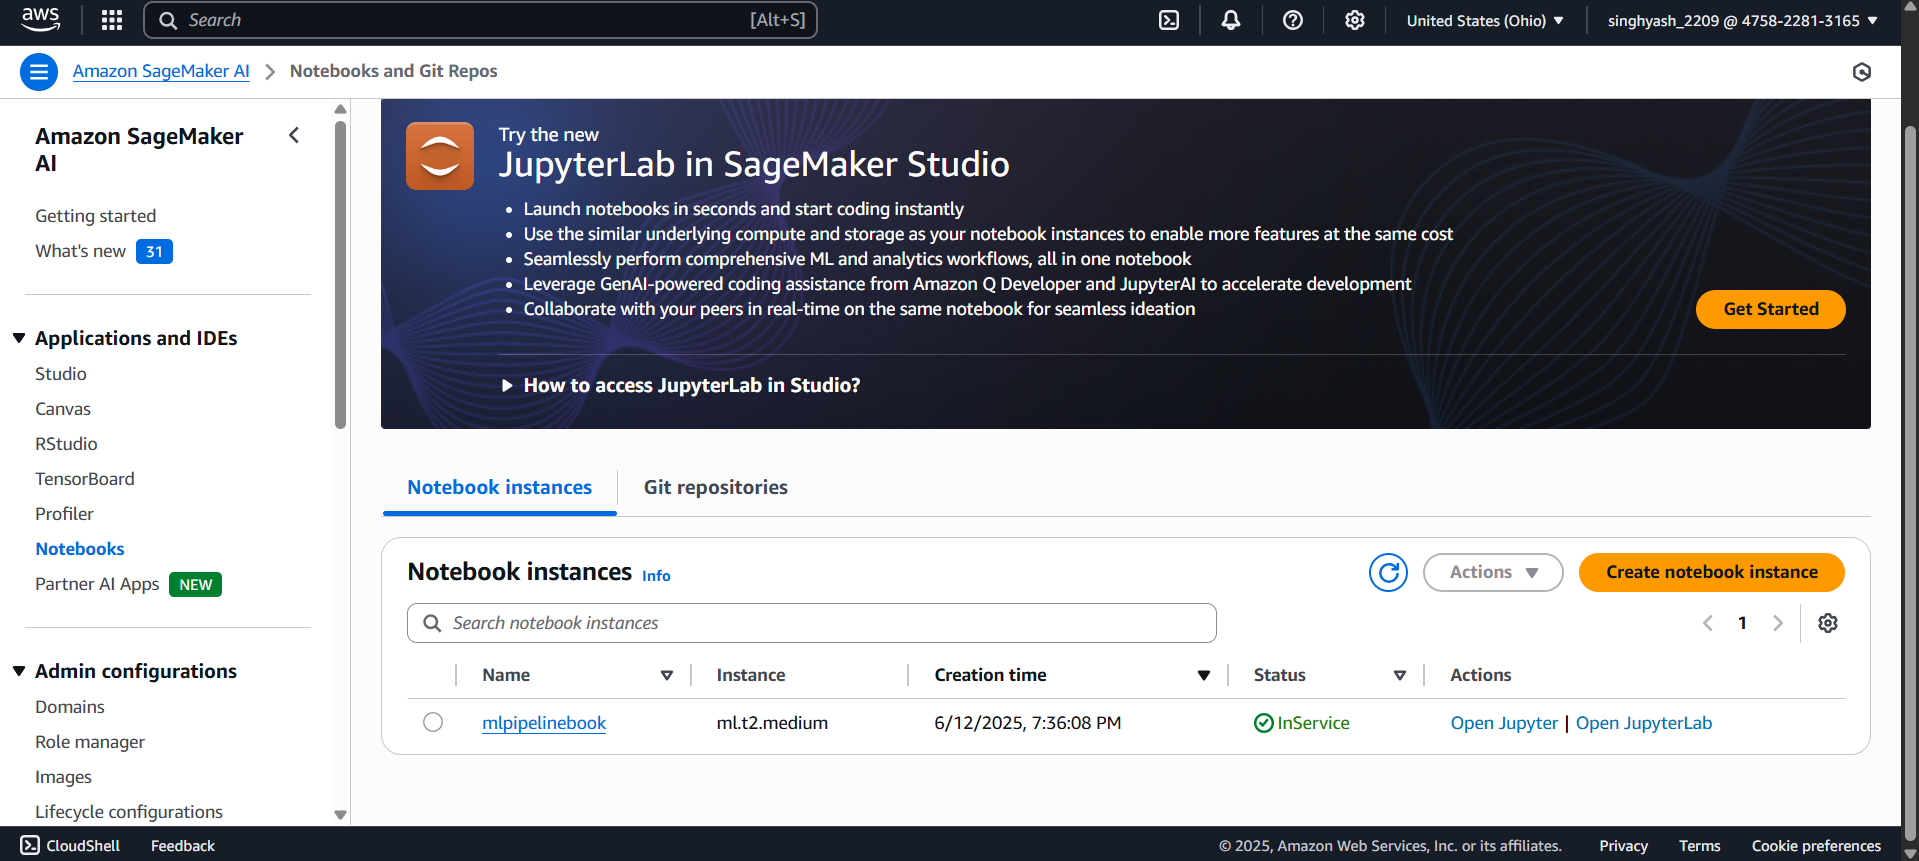 aws
Search [Alt+S]
United States (Ohio)
singhyash_2209 @ 4758-2281-3165
Amazon SageMaker AI
Notebooks and Git Repos
Amazon SageMaker
AI
Getting started
What's new 31
Applications and IDEs
Studio
Canvas
RStudio
TensorBoard
Profiler
Notebooks
Partner AI Apps NEW
Admin configurations
Domains
Role manager
Images
Lifecycle configurations
Try the new
JupyterLab in SageMaker Studio
• Launch notebooks in seconds and start coding instantly
• Use the similar underlying compute and storage as your notebook instances to enable more features at the same cost
• Seamlessly perform comprehensive ML and analytics workflows, all in one notebook
• Leverage GenAI-powered coding assistance from Amazon Q Developer and JupyterAI to accelerate development
• Collaborate with your peers in real-time on the same notebook for seamless ideation
Get Started
How to access JupyterLab in Studio?
Notebook instances
Git repositories
Notebook instances Info
Actions
Create notebook instance
Search notebook instances
1
Name Instance Creation time Status Actions
mlpipelinebook ml.t2.medium 6/12/2025, 7:36:08 PM InService Open Jupyter | Open JupyterLab
CloudShell Feedback © 2025, Amazon Web Services, Inc. or its affiliates. Privacy Terms Cookie preferences